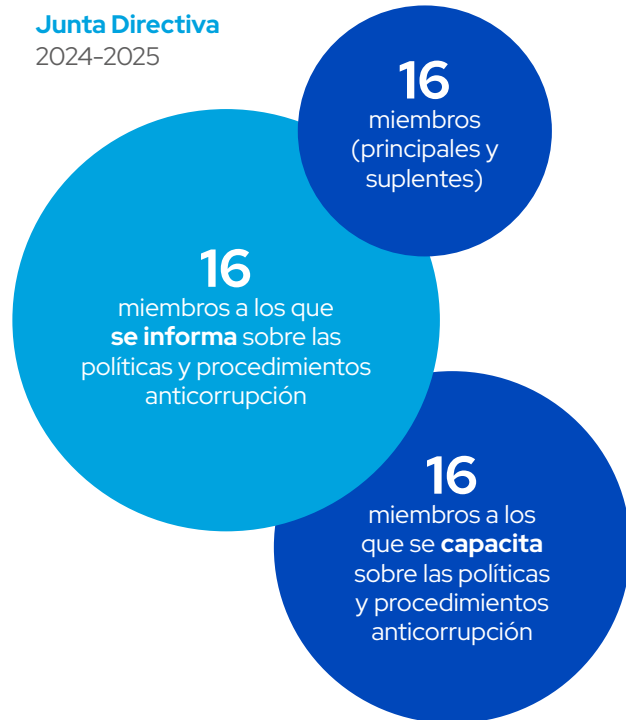 Junta Directiva
2024-2025
16
miembros
(principales y
suplentes)
16
miembros a los que
se informa sobre las
políticas y procedimientos
anticorrupción
16
miembros a los
que se capacita
sobre las políticas
y procedimientos
anticorrupción